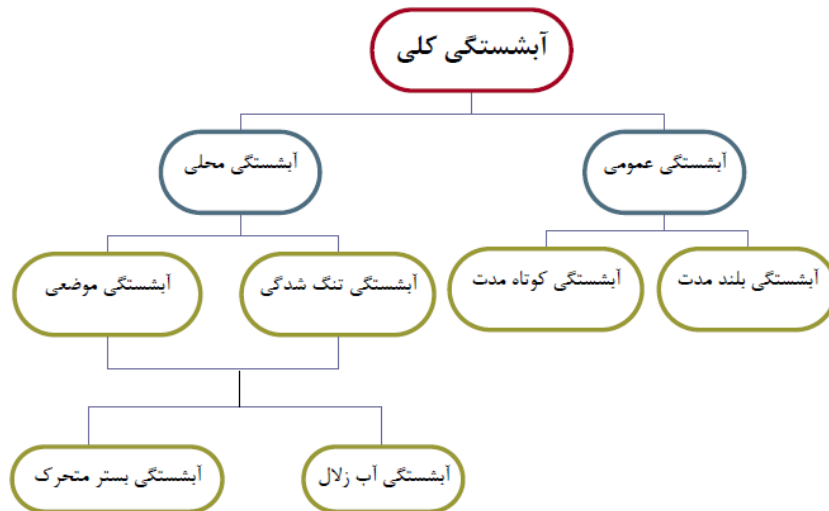 آبشستگی کلی
آبشستگی عمومی
آبشستگی محلی
آبشستگی بلند مدت
آبشستگی کوتاه مدت
آبشستگی تنگ شدگی
آبشستگی موضعی
آبشستگی آب زلال
آبشستگی بستر متحرک